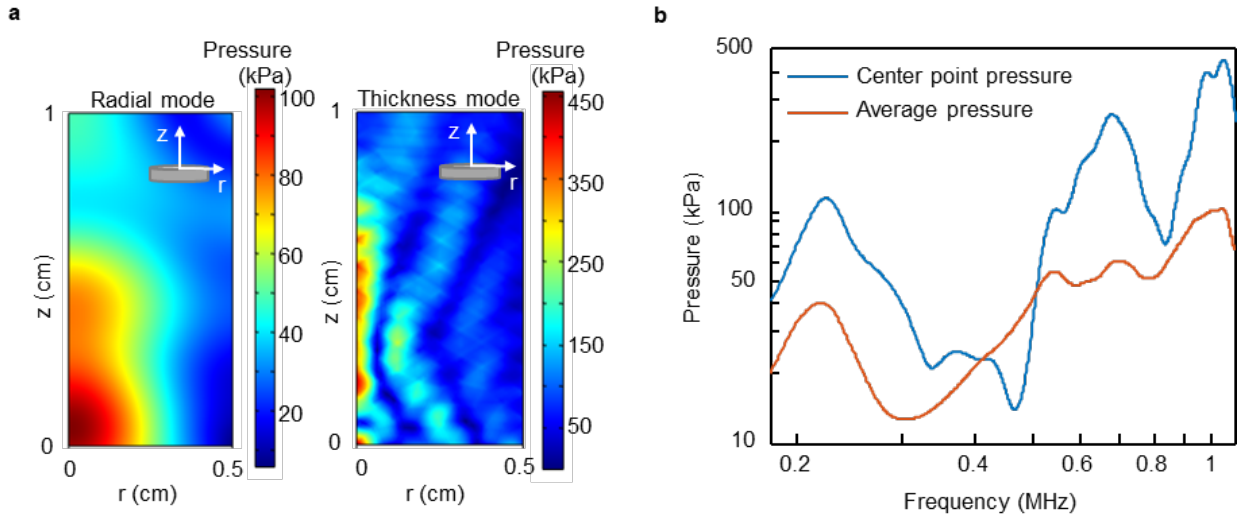 a
Pressure
(kPa)
Radial mode
1
z
r
z (cm)
0
0
0.5
r (cm)
100
80
60
40
20
Pressure
(kPa)
Thickness mode
1
z
r
z (cm)
0
0
0.5
r (cm)
450
350
250
150
50
b
500
100
50
10
Pressure (kPa)
Center point pressure
Average pressure
0.2
0.4
0.6
0.8
1
Frequency (MHz)